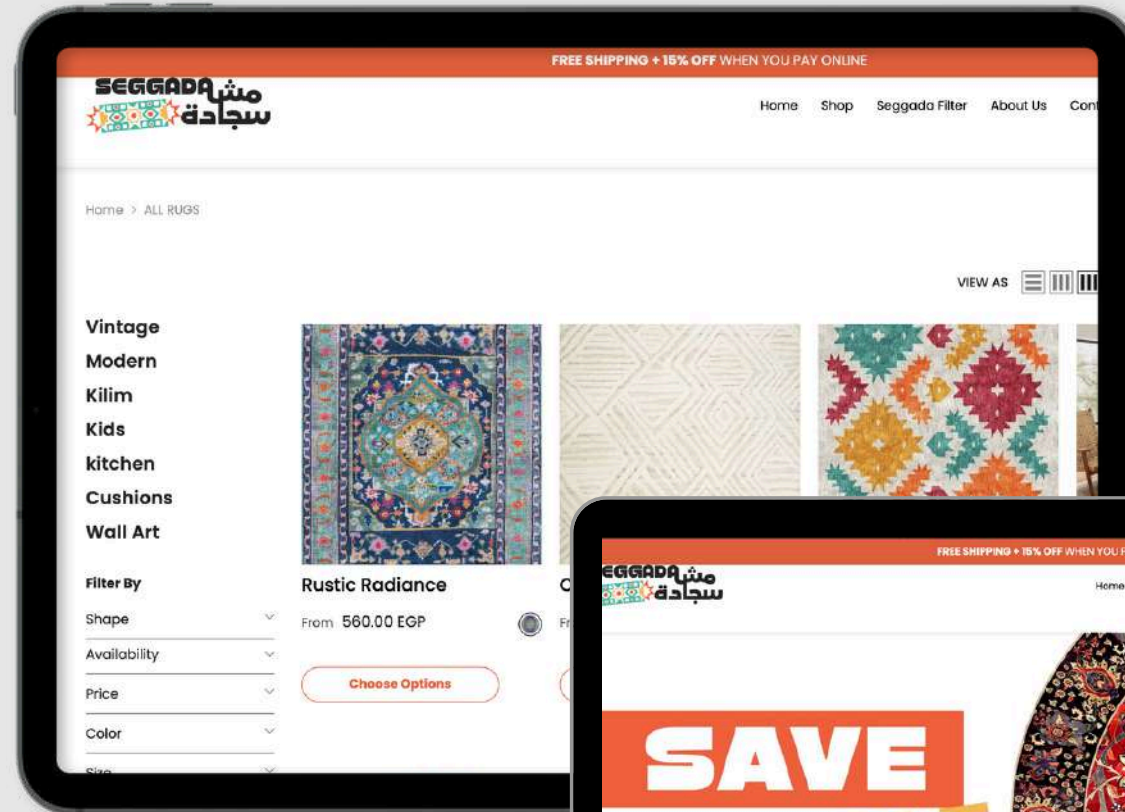 FREE SHIPPING + 15% OFF WHEN YOU PAY ONLINE
SEGGADA
مش
سجادة
Home Shop Seggada Filter About Us
Home > ALL RUGS
VIEW AS
Vintage
Modern
Kilim
Kids
kitchen
Cushions
Wall Art
Filter By
Shape
Availability
Price
Color
Size
Rustic Radiance
From 560.00 EGP
Choose Options
FREE SHIPPING + 15% OFF WHEN YOU
EGGADA
مش
سجادة
Home
SAVE